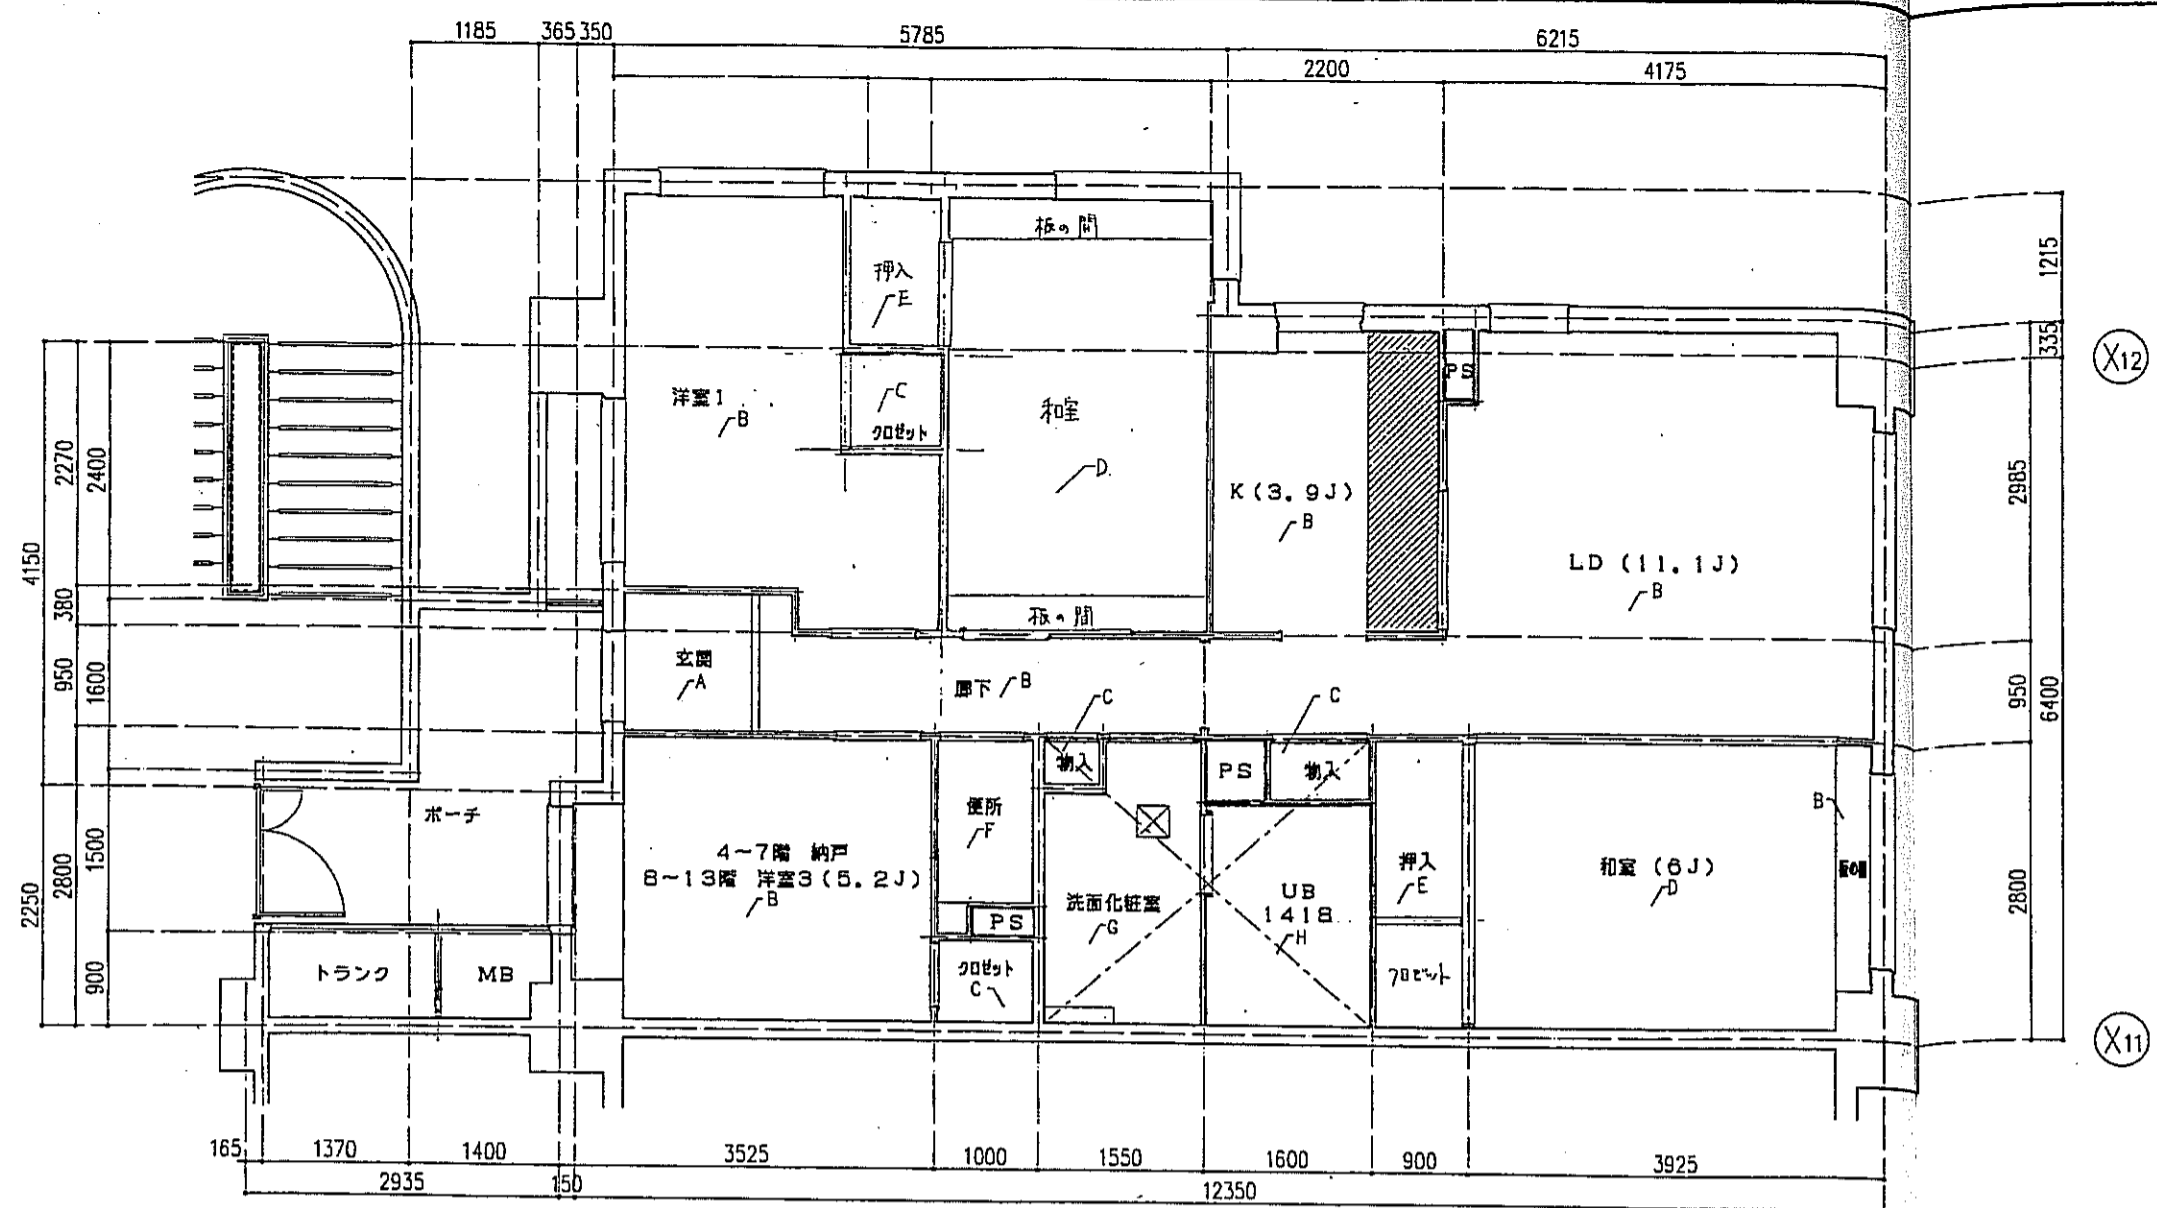 1185
365
350
5785
6215
2200
4175
板の間
押入
E
1215
335
X12
PS
洋室1
B
C
クロゼット
和室
D
K(3.9J)
B
LD (11.1J)
B
2270
2400
4150
380
2985
板の間
玄関
A
廊下
B
C
C
950
1600
950
6400
ポーチ
4~7階 納戸
8~13階 洋室3(5.2J)
B
便所
F
物入
PS
物入
B
押入
E
和室 (6J)
D
洗面化粧室
G
UB
1418
H
PS
1500
2800
2250
2800
トランク
MB
クロゼット
C
クロゼット
900
X11
165
1370
1400
3525
1000
1550
1600
900
3925
2935
150
12350